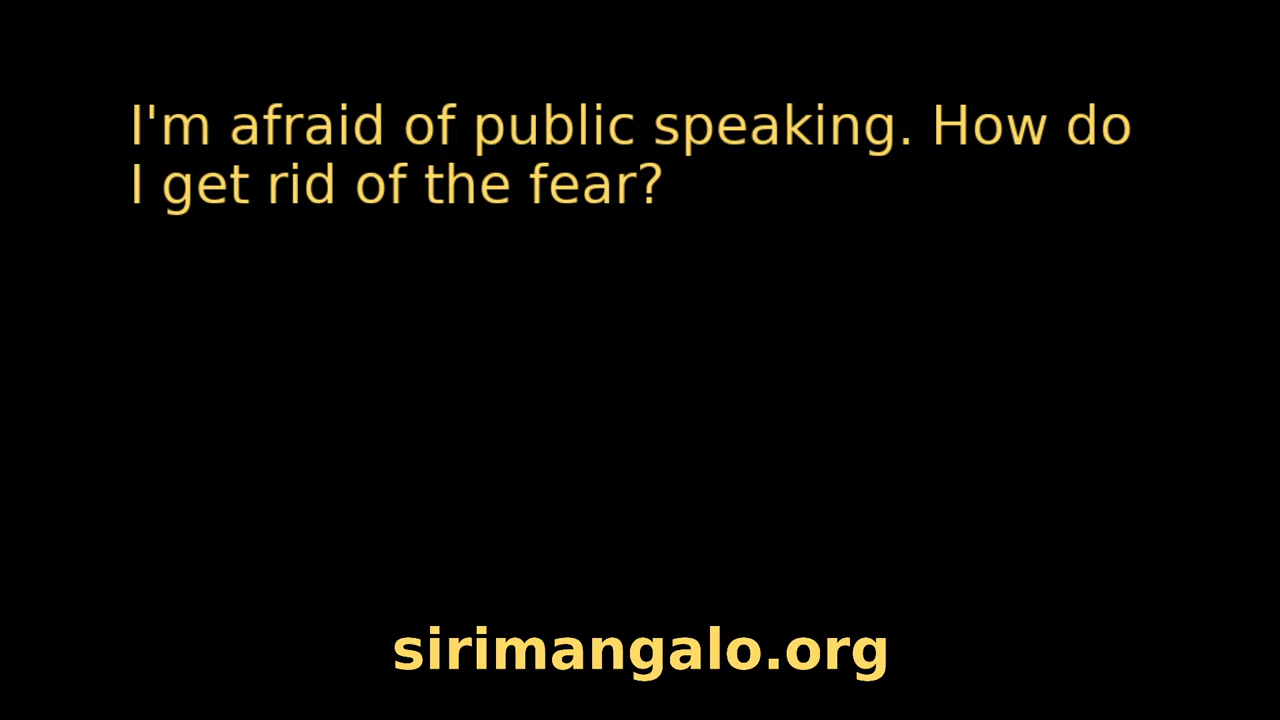 I'm afraid of public speaking. How do
I get rid of the fear?
sirimangalo.org